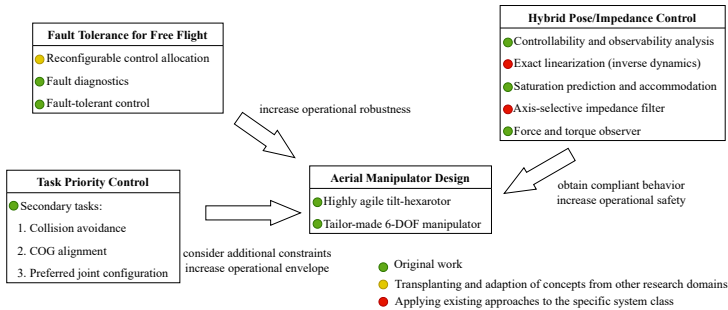 Fault Tolerance for Free Flight
Reconfigurable control allocation
Fault diagnostics
Fault-tolerant control
increase operational robustness
Hybrid Pose/Impedance Control
Controllability and observability analysis
Exact linearization (inverse dynamics)
Saturation prediction and accommodation
Axis-selective impedance filter
Force and torque observer
obtain compliant behavior
increase operational safety
Task Priority Control
Secondary tasks:
1. Collision avoidance
2. COG alignment
3. Preferred joint configuration
consider additional constraints
increase operational envelope
Aerial Manipulator Design
Highly agile tilt-hexarotor
Tailor-made 6-DOF manipulator
Original work
Transplanting and adaption of concepts from other research domains
Applying existing approaches to the specific system class